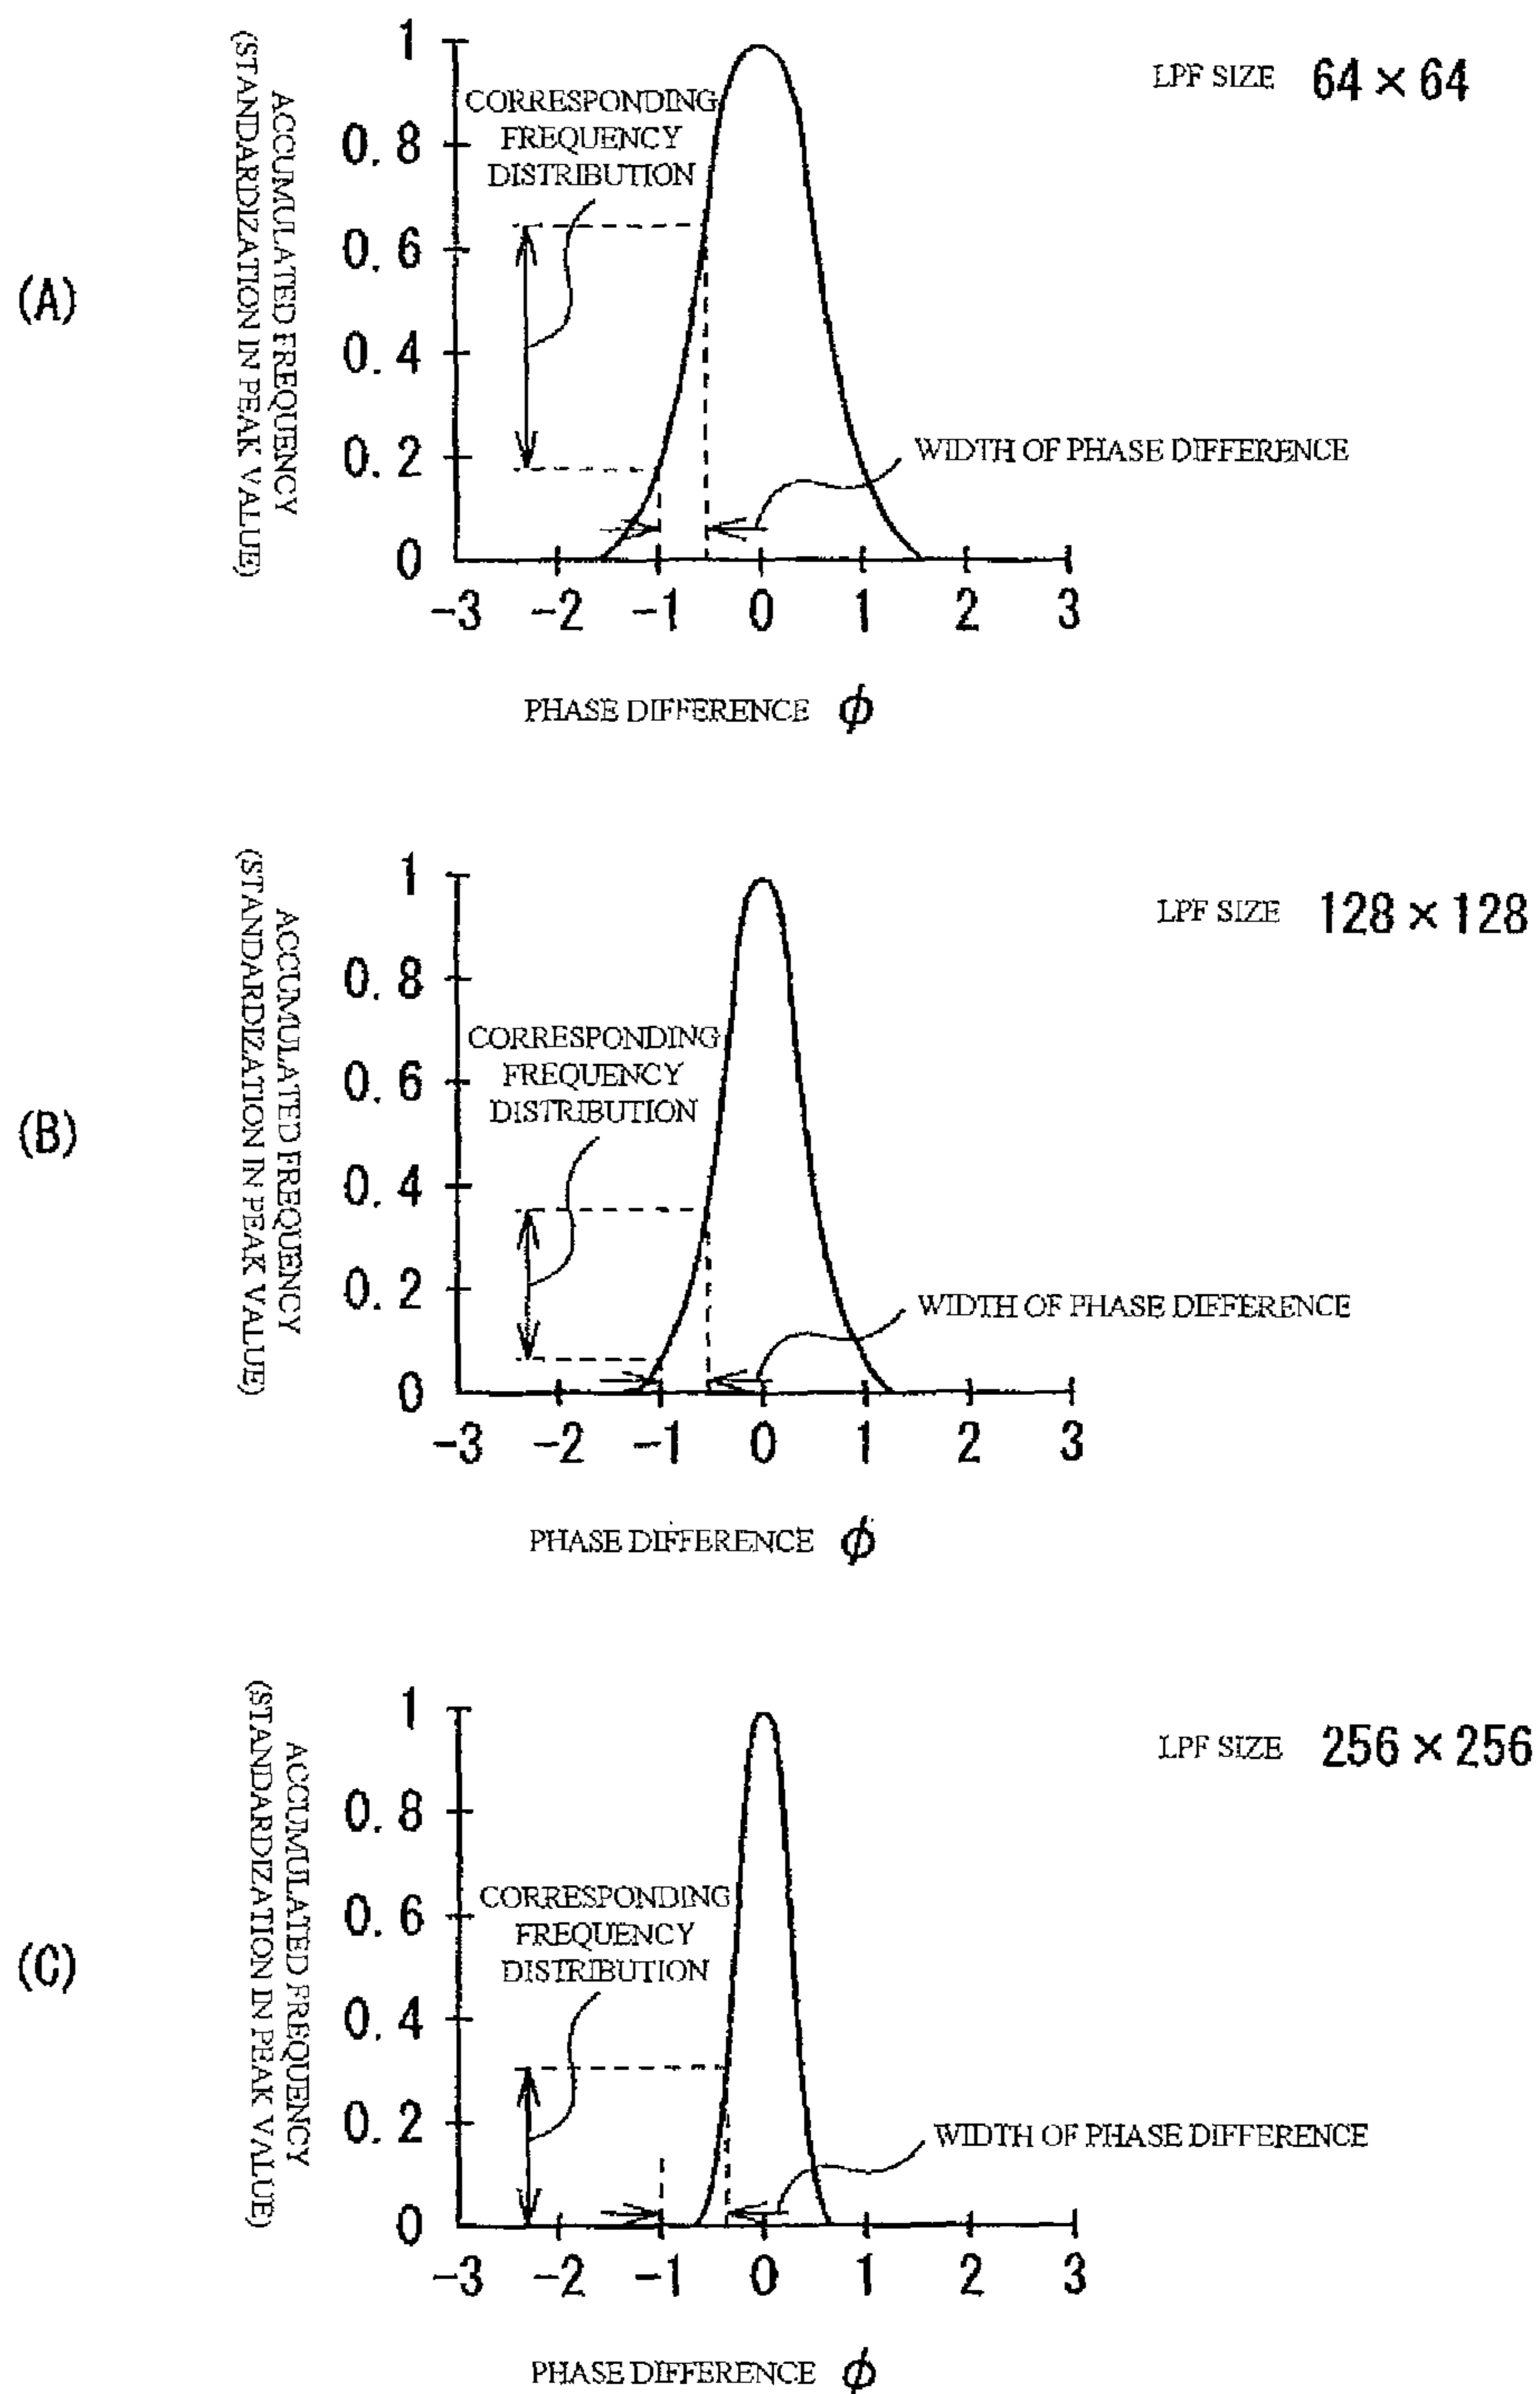 (A)
ACCUMULATED FREQUENCY
(STANDARDIZATION IN PEAK VALUE)
LPF SIZE 64 × 64
1
0.8
0.6
0.4
0.2
0
CORRESPONDING
FREQUENCY
DISTRIBUTION
WIDTH OF PHASE DIFFERENCE
-3 -2 -1 0 1 2 3
PHASE DIFFERENCE ϕ
(B)
ACCUMULATED FREQUENCY
(STANDARDIZATION IN PEAK VALUE)
LPF SIZE 128 × 128
1
0.8
0.6
0.4
0.2
0
CORRESPONDING
FREQUENCY
DISTRIBUTION
WIDTH OF PHASE DIFFERENCE
-3 -2 -1 0 1 2 3
PHASE DIFFERENCE ϕ
(C)
ACCUMULATED FREQUENCY
(STANDARDIZATION IN PEAK VALUE)
LPF SIZE 256 × 256
1
0.8
0.6
0.4
0.2
0
CORRESPONDING
FREQUENCY
DISTRIBUTION
WIDTH OF PHASE DIFFERENCE
-3 -2 -1 0 1 2 3
PHASE DIFFERENCE ϕ